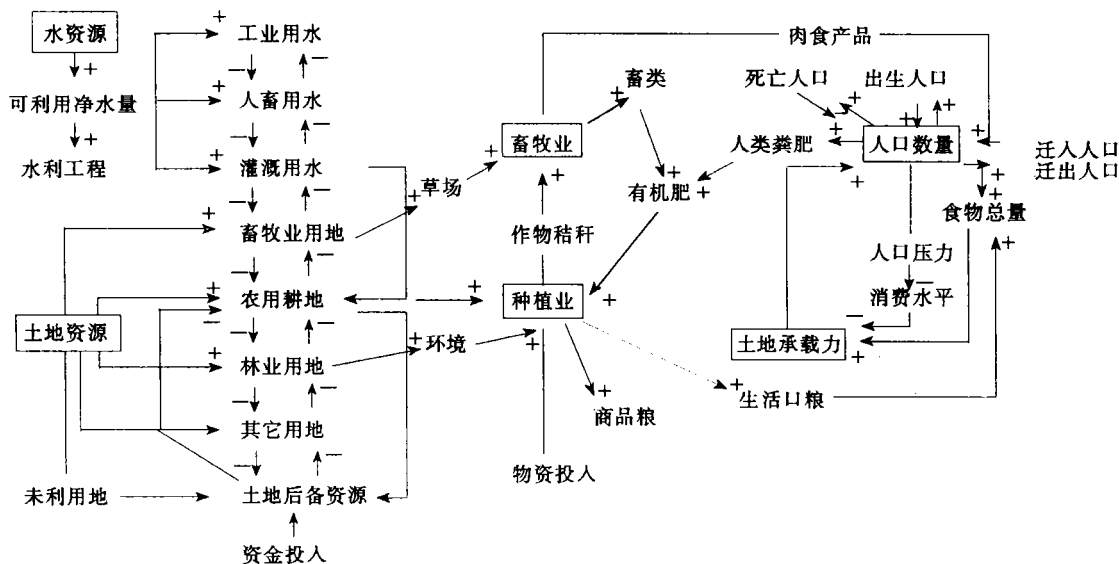 水资源
可利用净水量
水利工程
工业用水
人畜用水
灌溉用水
畜牧业用地
农用耕地
林业用地
其它用地
土地后备资源
资金投入
土地资源
未利用地
草场
环境
畜牧业
作物秸秆
种植业
物资投入
商品粮
畜类
有机肥
人类粪肥
肉食产品
死亡人口
出生人口
人口数量
迁入人口
迁出人口
食物总量
人口压力
消费水平
土地承载力
生活口粮